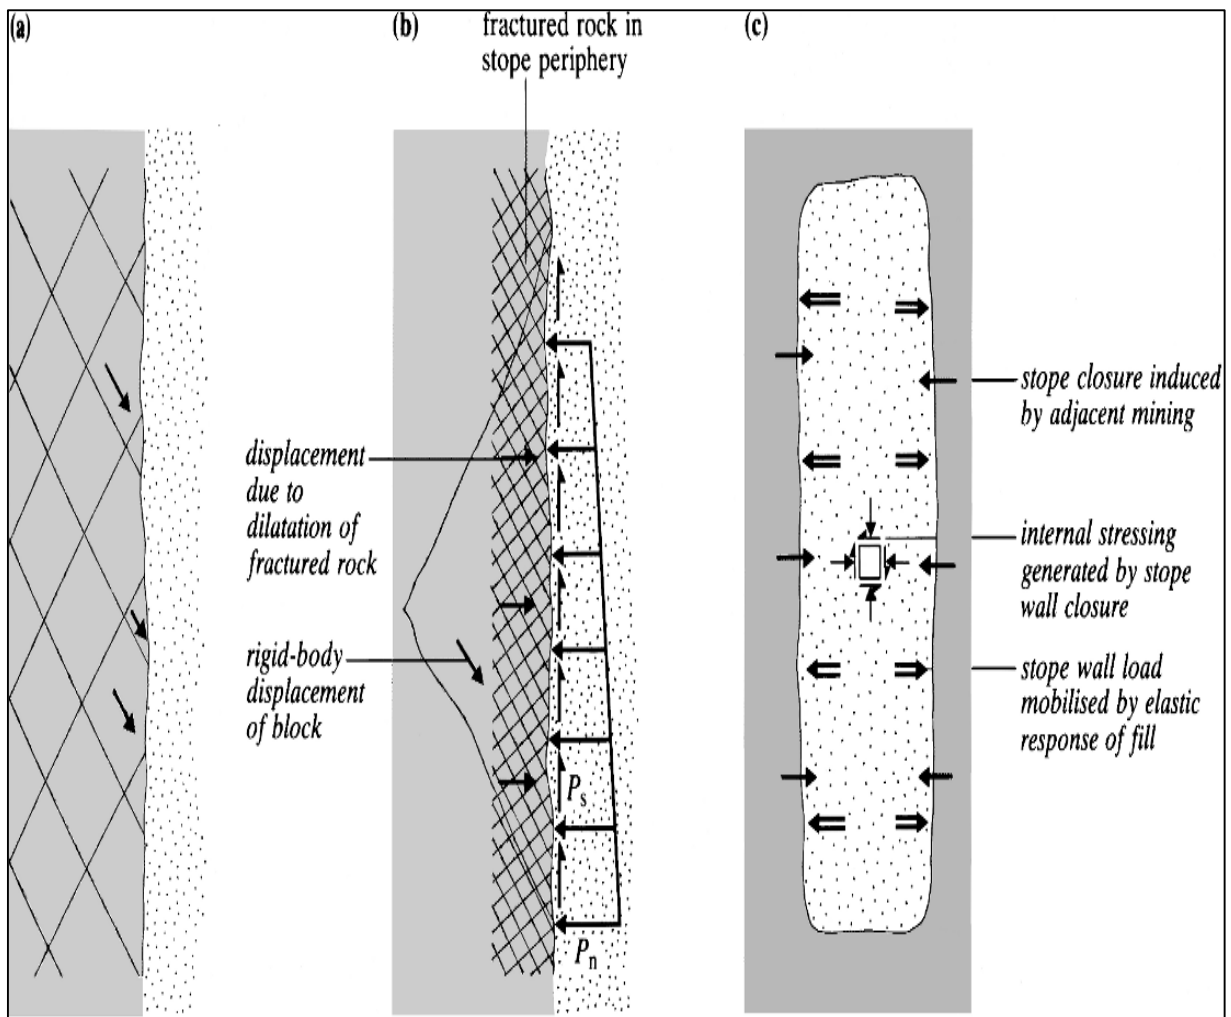 (a)
(b)
fractured rock in
stope periphery
displacement
due to
dilatation of
fractured rock
rigid-body
displacement
of block
P_s
P_n
(c)
stope closure induced
by adjacent mining
internal stressing
generated by stope
wall closure
stope wall load
mobilised by elastic
response of fill